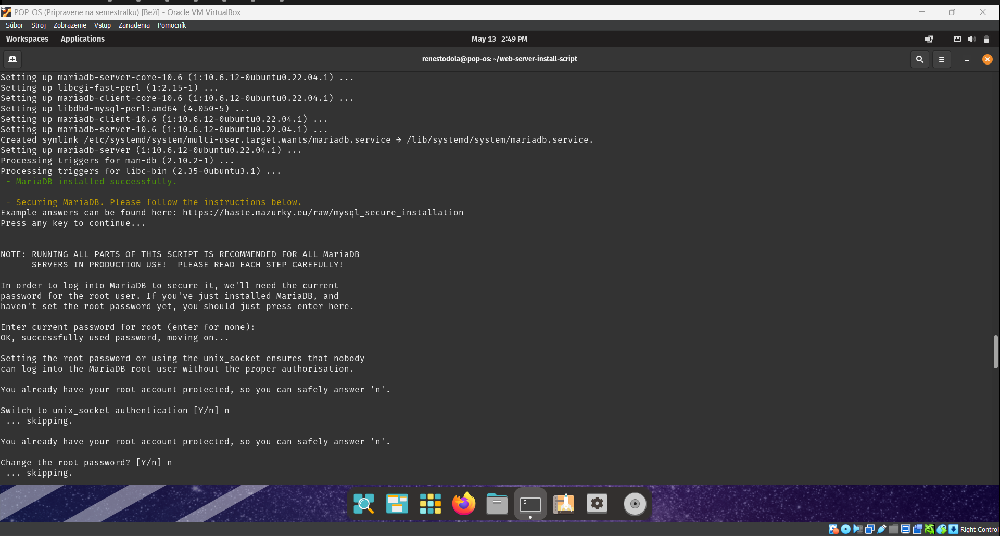 POP_OS (Pripravene na semestralku) [Beží] - Oracle VM VirtualBox
Súbor Stroj Zobrazenie Vstup Zariadenia Pomocník
Workspaces Applications May 13 2:49 PM
renestodola@pop-os: ~/web-server-install-script
Setting up mariadb-server-core-10.6 (1:10.6.12-0ubuntu0.22.04.1) ...
Setting up libcgi-fast-perl (1:2.15-1) ...
Setting up mariadb-client-core-10.6 (1:10.6.12-0ubuntu0.22.04.1) ...
Setting up libdbd-mysql-perl:amd64 (4.050-5) ...
Setting up mariadb-client-10.6 (1:10.6.12-0ubuntu0.22.04.1) ...
Setting up mariadb-server-10.6 (1:10.6.12-0ubuntu0.22.04.1) ...
Created symlink /etc/systemd/system/multi-user.target.wants/mariadb.service → /lib/systemd/system/mariadb.service.
Setting up mariadb-server (1:10.6.12-0ubuntu0.22.04.1) ...
Processing triggers for man-db (2.10.2-1) ...
Processing triggers for libc-bin (2.35-0ubuntu3.1) ...
- MariaDB installed successfully.
- Securing MariaDB. Please follow the instructions below.
Example answers can be found here: https://haste.mazurky.eu/raw/mysql_secure_installation
Press any key to continue...
NOTE: RUNNING ALL PARTS OF THIS SCRIPT IS RECOMMENDED FOR ALL MariaDB
SERVERS IN PRODUCTION USE!  PLEASE READ EACH STEP CAREFULLY!
In order to log into MariaDB to secure it, we'll need the current
password for the root user. If you've just installed MariaDB, and
haven't set the root password yet, you should just press enter here.
Enter current password for root (enter for none):
OK, successfully used password, moving on...
Setting the root password or using the unix_socket ensures that nobody
can log into the MariaDB root user without the proper authorisation.
You already have your root account protected, so you can safely answer 'n'.
Switch to unix_socket authentication [Y/n] n
... skipping.
You already have your root account protected, so you can safely answer 'n'.
Change the root password? [Y/n] n
... skipping.
$_
Right Control